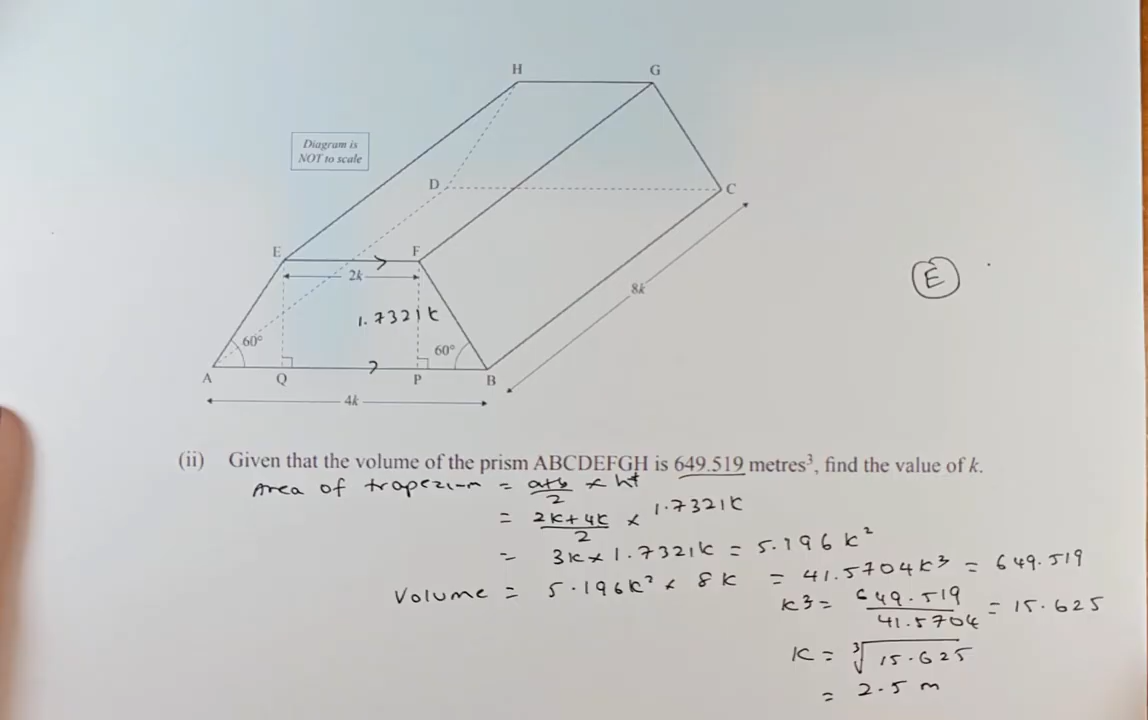 H G
Diagram is
NOT to scale
D C
E F
2k
8k
E
1.7321k
60°
60°
A Q P B
4k
(ii) Given that the volume of the prism ABCDEFGH is 649.519 metres³, find the value of k.
Area of trapezium = a+b/2 × ht
= 2k+4k/2 × 1.7321k
= 3k × 1.7321k = 5.196k²
Volume = 5.196k² × 8k = 41.5704k³ = 649.519
k³ = 649.519/41.5704 = 15.625
k = ³√15.625
= 2.5 m